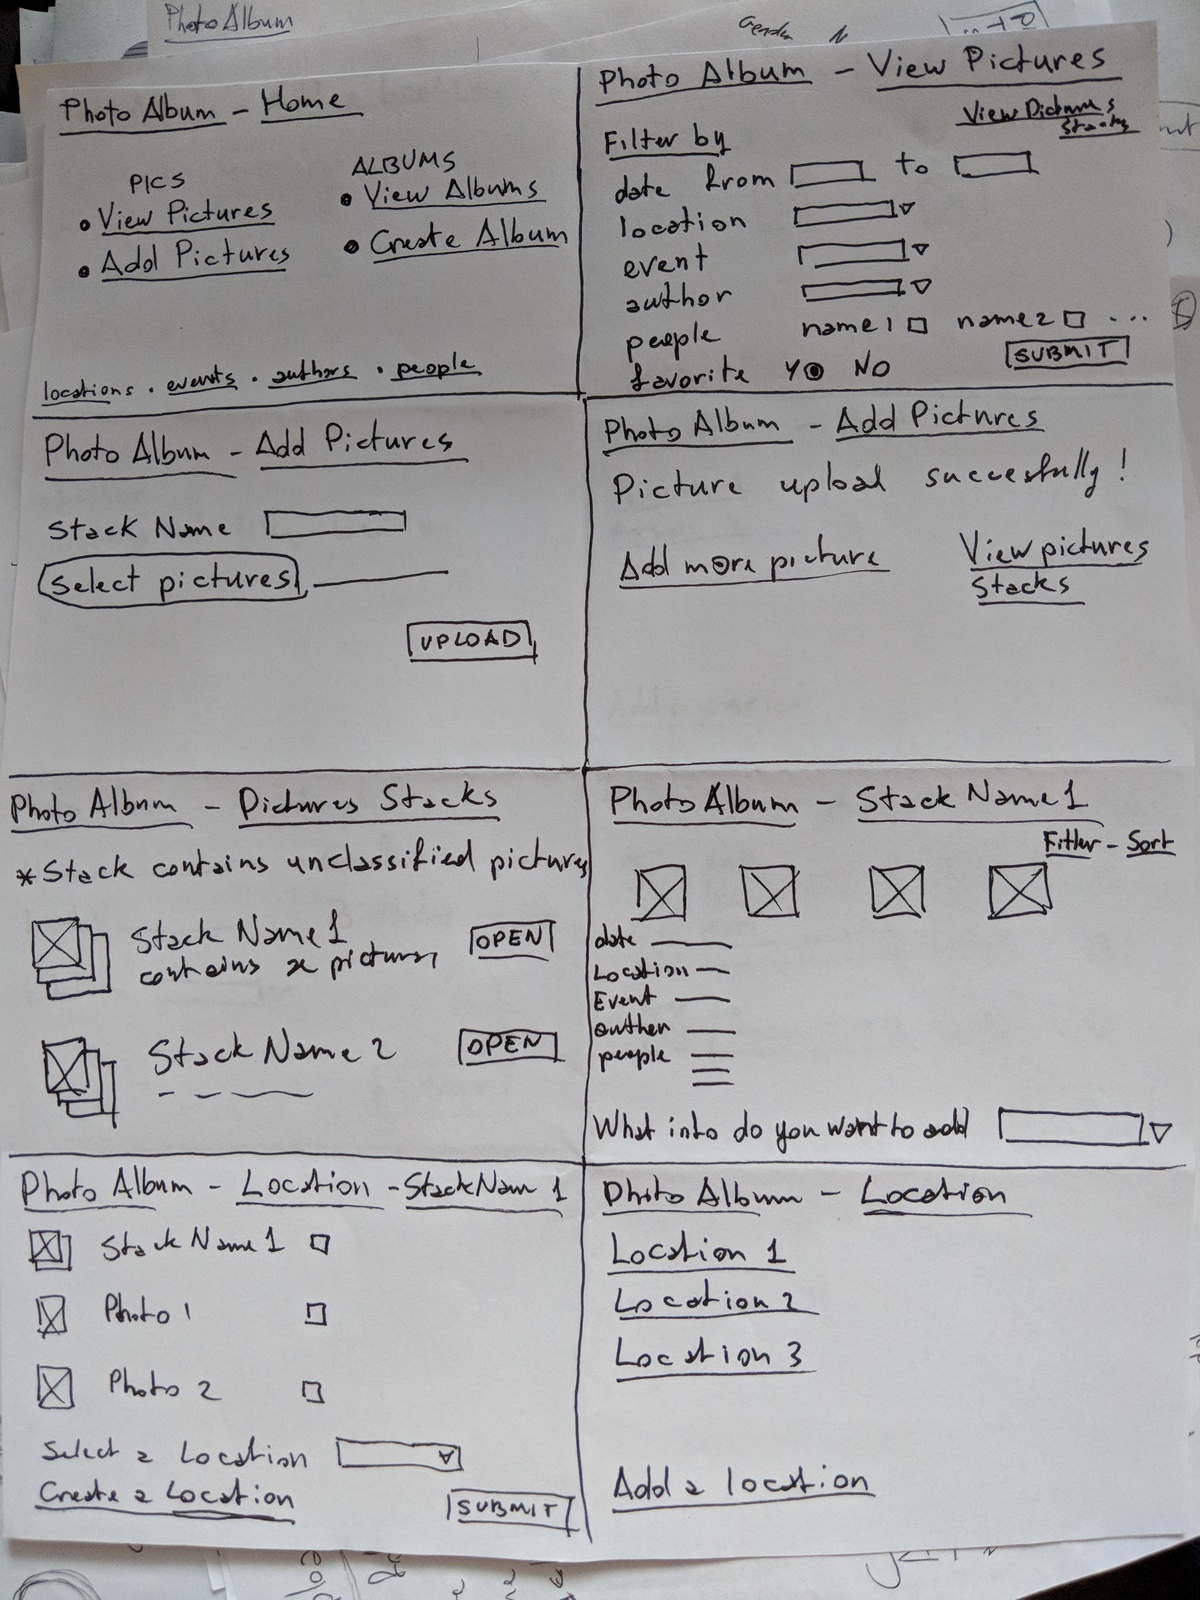 Photo Album
Gender N
Photo Album - Home
PICS
• View Pictures
• Add Pictures
ALBUMS
• View Albums
• Create Album
locations • events • authors • people
Photo Album - View Pictures
View Pictures
Stacks
Filter by
date from to
location
event
author
people name1 name2 ...
favorite Y NO
SUBMIT
Photo Album - Add Pictures
Stack Name
Select pictures
UPLOAD
Photo Album - Add Pictures
Picture upload succesfully!
Add more picture
View pictures
Stacks
Photo Album - Pictures Stacks
* Stack contains unclassified pictures
Stack Name 1
contains x pictures
OPEN
Stack Name 2
OPEN
Photo Album - Stack Name 1
Fitler - Sort
date
Location
Event
author
people
What info do you want to add
Photo Album - Location - Stack Nam 1
Stack Name 1
Photo 1
Photo 2
Select a Location
Create a Location
SUBMIT
Photo Album - Location
Location 1
Location 2
Location 3
Add a location